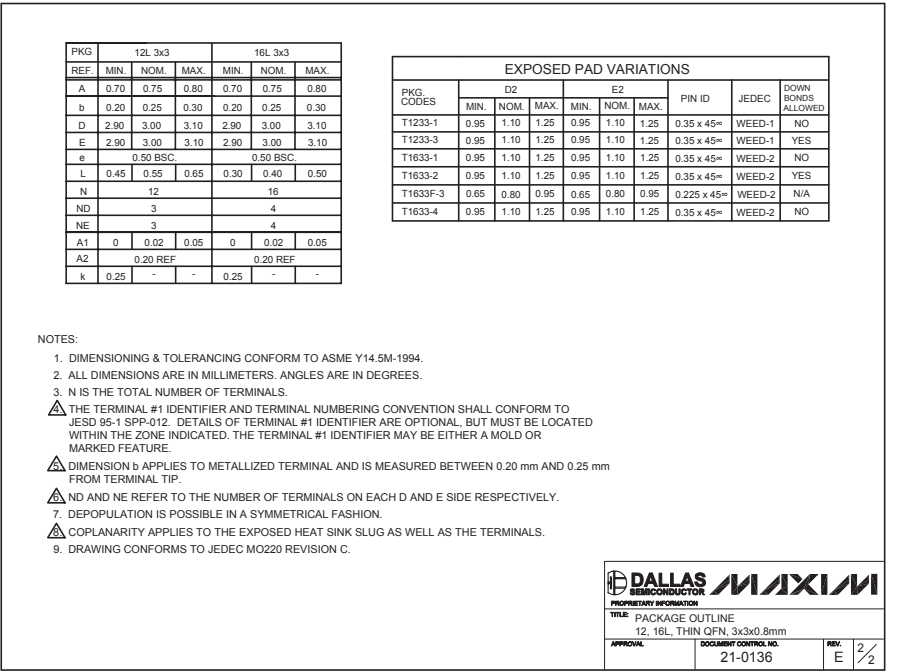 PKG 12L 3x3 16L 3x3
REF. MIN. NOM. MAX. MIN. NOM. MAX.
A 0.70 0.75 0.80 0.70 0.75 0.80
b 0.20 0.25 0.30 0.20 0.25 0.30
D 2.90 3.00 3.10 2.90 3.00 3.10
E 2.90 3.00 3.10 2.90 3.00 3.10
e 0.50 BSC. 0.50 BSC.
L 0.45 0.55 0.65 0.30 0.40 0.50
N 12 16
ND 3 4
NE 3 4
A1 0 0.02 0.05 0 0.02 0.05
A2 0.20 REF 0.20 REF
k 0.25 - - 0.25 - -
EXPOSED PAD VARIATIONS
PKG. CODES D2 E2 PIN ID JEDEC DOWN BONDS ALLOWED
MIN. NOM. MAX. MIN. NOM. MAX.
T1233-1 0.95 1.10 1.25 0.95 1.10 1.25 0.35 x 45∞ WEED-1 NO
T1233-3 0.95 1.10 1.25 0.95 1.10 1.25 0.35 x 45∞ WEED-1 YES
T1633-1 0.95 1.10 1.25 0.95 1.10 1.25 0.35 x 45∞ WEED-2 NO
T1633-2 0.95 1.10 1.25 0.95 1.10 1.25 0.35 x 45∞ WEED-2 YES
T1633F-3 0.65 0.80 0.95 0.65 0.80 0.95 0.225 x 45∞ WEED-2 N/A
T1633-4 0.95 1.10 1.25 0.95 1.10 1.25 0.35 x 45∞ WEED-2 NO
NOTES:
1. DIMENSIONING & TOLERANCING CONFORM TO ASME Y14.5M-1994.
2. ALL DIMENSIONS ARE IN MILLIMETERS. ANGLES ARE IN DEGREES.
3. N IS THE TOTAL NUMBER OF TERMINALS.
4. THE TERMINAL #1 IDENTIFIER AND TERMINAL NUMBERING CONVENTION SHALL CONFORM TO
JESD 95-1 SPP-012. DETAILS OF TERMINAL #1 IDENTIFIER ARE OPTIONAL, BUT MUST BE LOCATED
WITHIN THE ZONE INDICATED. THE TERMINAL #1 IDENTIFIER MAY BE EITHER A MOLD OR
MARKED FEATURE.
5. DIMENSION b APPLIES TO METALLIZED TERMINAL AND IS MEASURED BETWEEN 0.20 mm AND 0.25 mm
FROM TERMINAL TIP.
6. ND AND NE REFER TO THE NUMBER OF TERMINALS ON EACH D AND E SIDE RESPECTIVELY.
7. DEPOPULATION IS POSSIBLE IN A SYMMETRICAL FASHION.
8. COPLANARITY APPLIES TO THE EXPOSED HEAT SINK SLUG AS WELL AS THE TERMINALS.
9. DRAWING CONFORMS TO JEDEC MO220 REVISION C.
DALLAS SEMICONDUCTOR MAXIM
PROPRIETARY INFORMATION
TITLE: PACKAGE OUTLINE
12, 16L, THIN QFN, 3x3x0.8mm
APPROVAL DOCUMENT CONTROL NO. REV.
21-0136 E 2/2